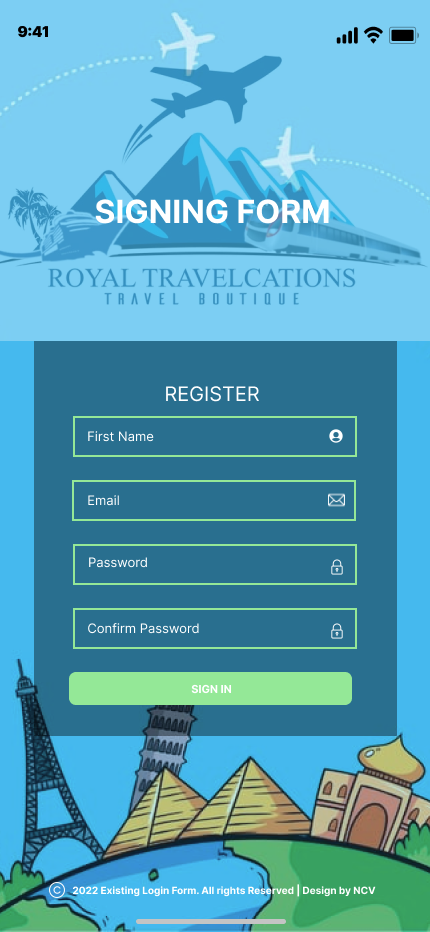 9:41
SIGNING FORM
ROYAL TRAVELCATIONS
TRAVEL BOUTIQUE
REGISTER
First Name
Email
Password
Confirm Password
SIGN IN
© 2022 Existing Login Form. All rights Reserved | Design by NCV